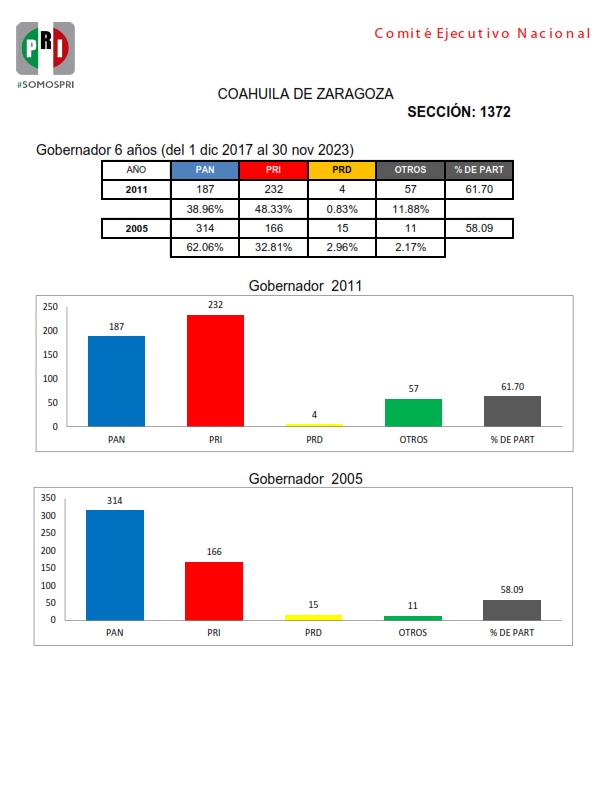 PRI
Comité Ejecutivo Nacional
#SOMOSPRI
COAHUILA DE ZARAGOZA
SECCIÓN: 1372
Gobernador 6 años (del 1 dic 2017 al 30 nov 2023)
AÑO PAN PRI PRD OTROS % DE PART
2011 187 232 4 57 61.70
38.96% 48.33% 0.83% 11.88%
2005 314 166 15 11 58.09
62.06% 32.81% 2.96% 2.17%
Gobernador 2011
250
200
150
100
50
0
187
232
4
57
61.70
PAN PRI PRD OTROS % DE PART
Gobernador 2005
350
300
250
200
150
100
50
0
314
166
15
11
58.09
PAN PRI PRD OTROS % DE PART